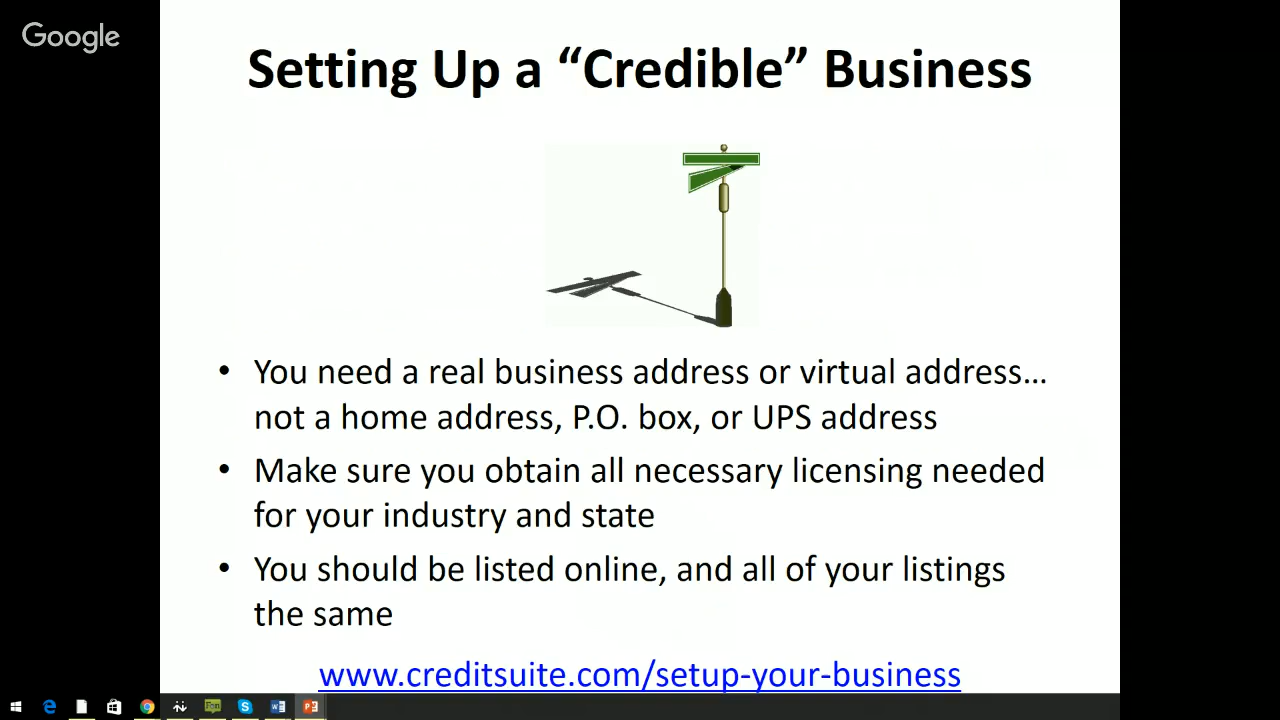 Google
Setting Up a “Credible” Business
• You need a real business address or virtual address…
not a home address, P.O. box, or UPS address
• Make sure you obtain all necessary licensing needed
for your industry and state
• You should be listed online, and all of your listings
the same
www.creditsuite.com/setup-your-business